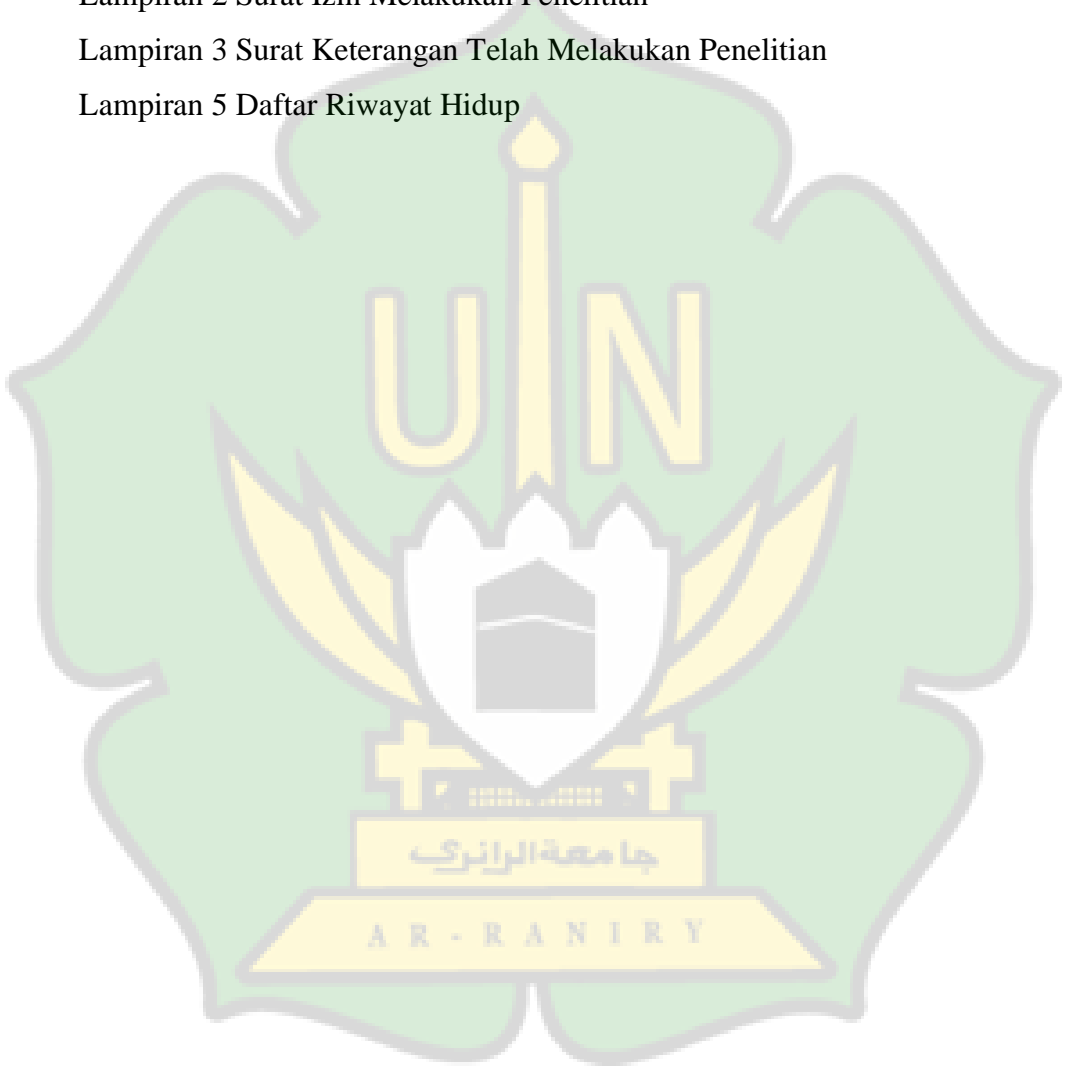 Lampiran 2 Surat Izin Melakukan Penelitian
Lampiran 3 Surat Keterangan Telah Melakukan Penelitian
Lampiran 5 Daftar Riwayat Hidup
UIN
جامعة الرانري
AR-RANIRY